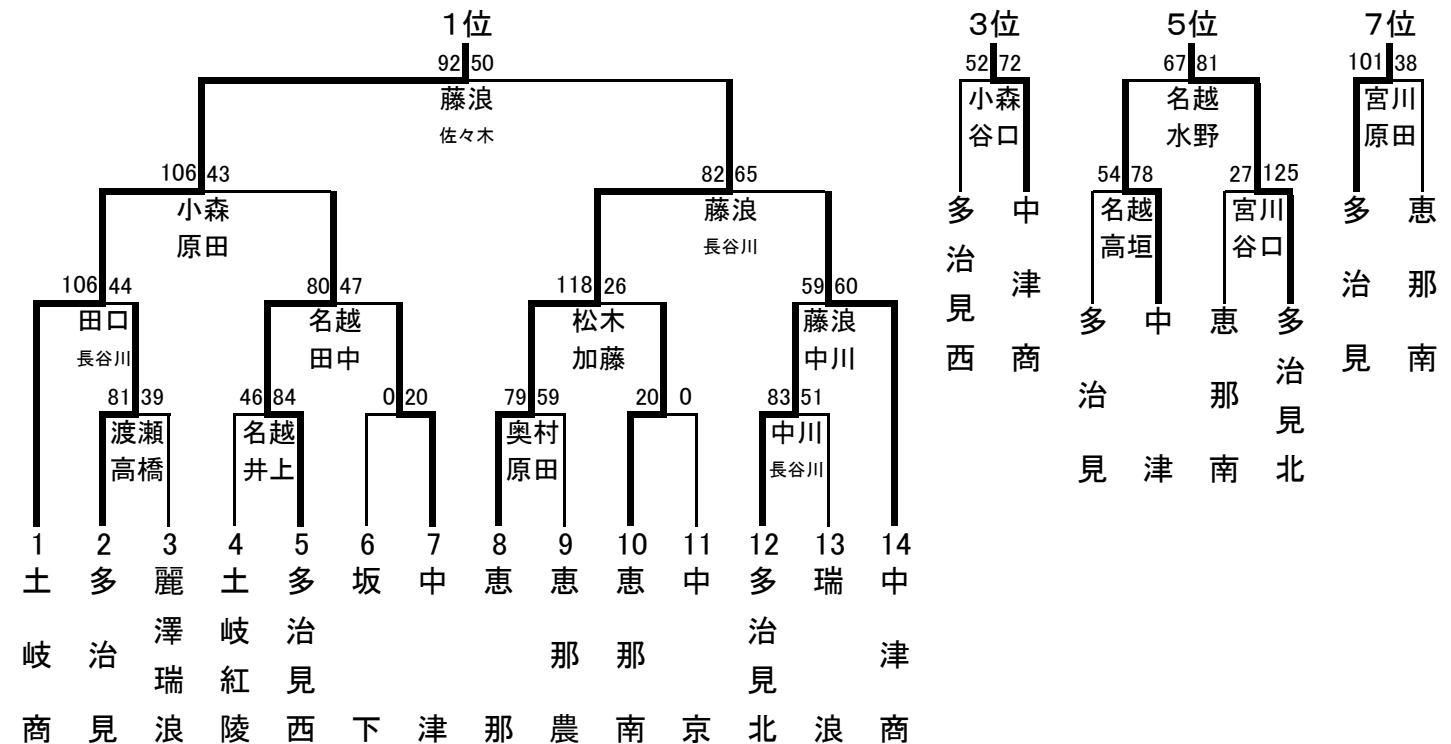 1位 3位 5位 7位
92 50 52 72 67 81 101 38
藤浪 小森 名越 宮川
佐々木 谷口 水野 原田
106 43 82 65 54 78 27 125
小森 藤浪 名越 宮川
原田 長谷川 高垣 谷口
多治見西 中津商 多治見 恵那南
106 44 80 47 118 26 59 60
田口 名越 松木 藤浪
長谷川 田中 加藤 中川
多治見 中津 恵那南 多治見北
81 39 46 84 0 20 79 59 20 0 83 51
渡瀬 名越 奥村 中川
高橋 井上 原田 長谷川
1 2 3 4 5 6 7 8 9 10 11 12 13 14
土岐商
多治見
麗澤瑞浪
土岐紅陵
多治見西
坂下
中津
恵那
恵那農
恵那南
中京
多治見北
瑞浪
中津商